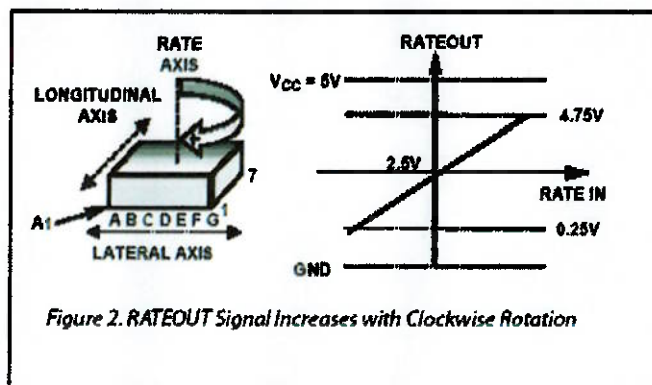 RATE
AXIS
LONGITUDINAL
AXIS
7
A1
A B C D E F G 1
LATERAL AXIS
RATEOUT
VCC = 5V
4.75V
2.5V
RATE IN
0.25V
GND
Figure 2. RATEOUT Signal Increases with Clockwise Rotation